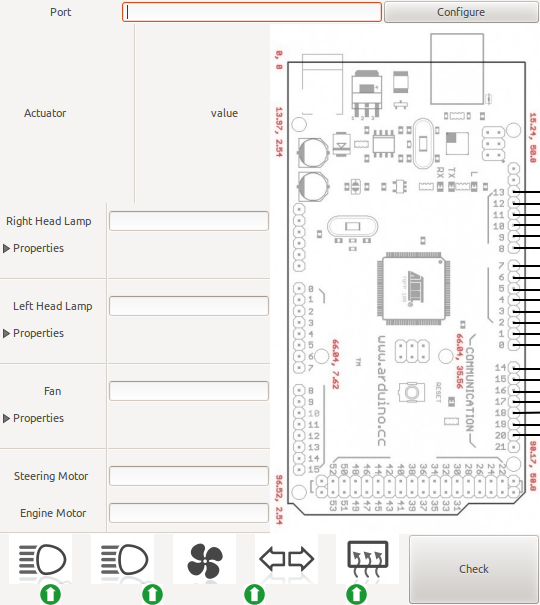 Port
Configure
Actuator
value
0, 0
13.97, 2.54
15.24, 50.8
RX
TX
L
13
12
11
10
9
8
7
6
5
4
3
2
1
0
14
15
16
17
18
19
20
21
0
1
2
3
4
5
6
7
8
9
10
11
12
13
14
15
Right Head Lamp
Properties
Left Head Lamp
Properties
Fan
Properties
Steering Motor
Engine Motor
ATMEL
66.04, 7.62
TM
www.arduino.cc
66.04, 35.56
COMMUNICATION
RESET
96.52, 2.54
90.17, 50.8
52 50 48 46 44 42 40 38 36 34 32 30 28 26 24 22
53 51 49 47 45 43 41 39 37 35 33 31
Check